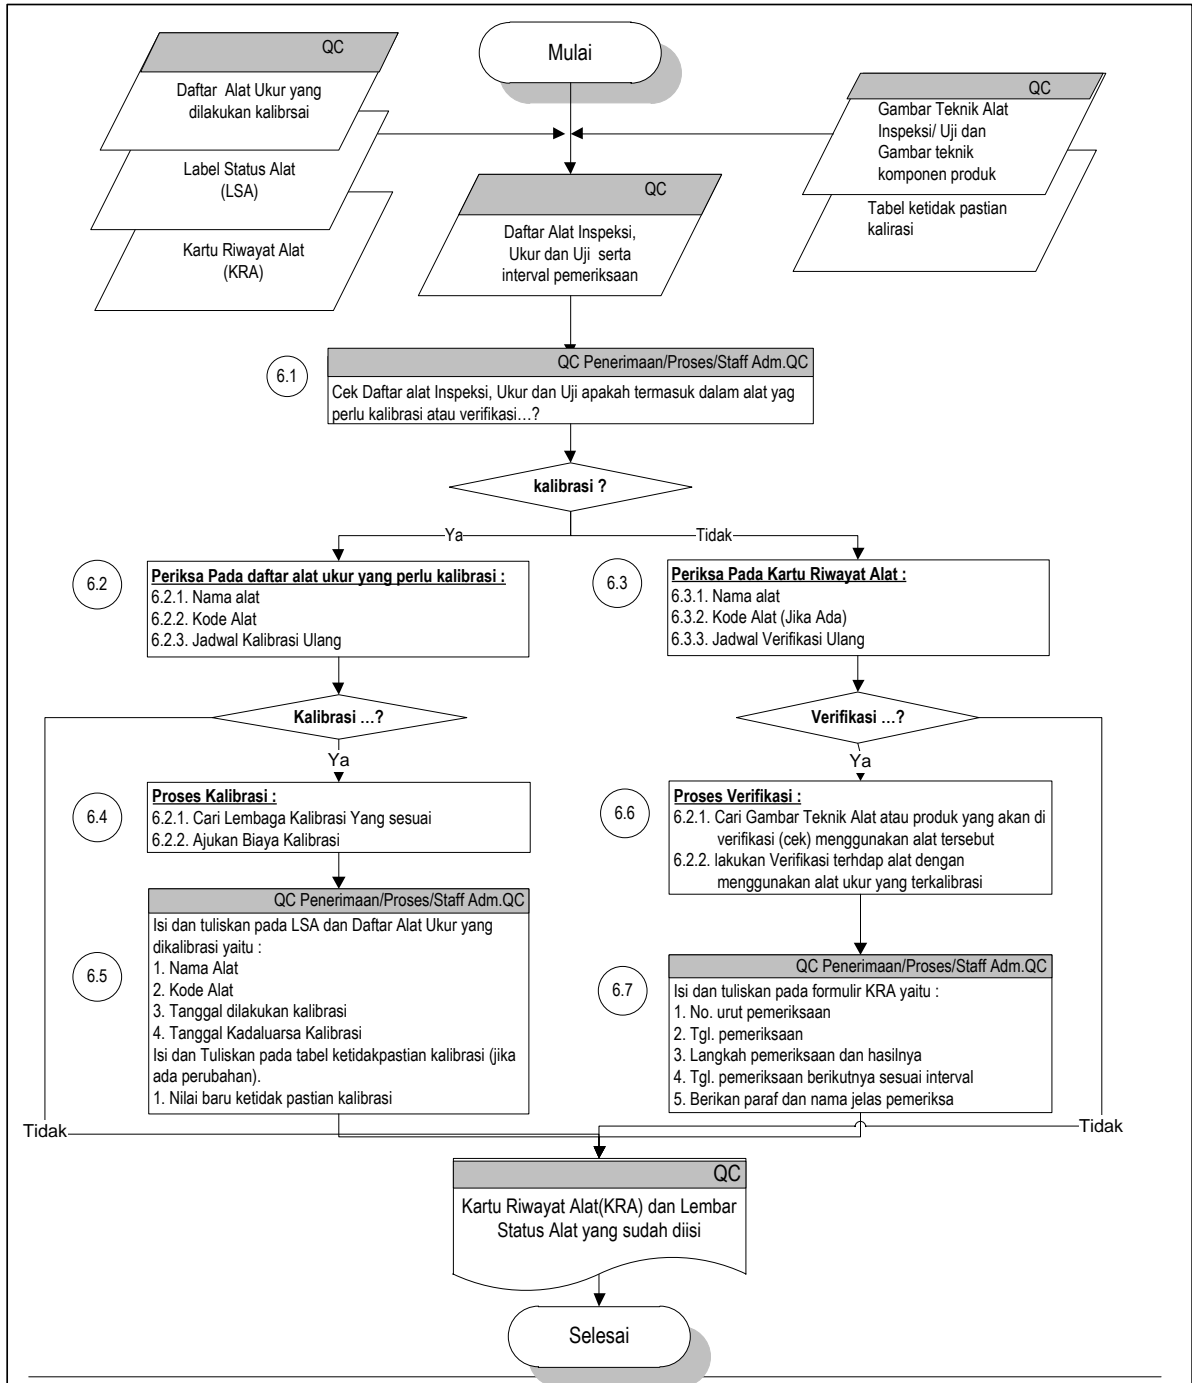 Mulai
QC
Daftar Alat Ukur yang
dilakukan kalibrsai
Label Status Alat
(LSA)
Kartu Riwayat Alat
(KRA)
QC
Gambar Teknik Alat
Inspeksi/ Uji dan
Gambar teknik
komponen produk
Tabel ketidak pastian
kalirasi
QC
Daftar Alat Inspeksi,
Ukur dan Uji serta
interval pemeriksaan
6.1
QC Penerimaan/Proses/Staff Adm.QC
Cek Daftar alat Inspeksi, Ukur dan Uji apakah termasuk dalam alat yag
perlu kalibrasi atau verifikasi…?
kalibrasi ?
Ya
Tidak
6.2
Periksa Pada daftar alat ukur yang perlu kalibrasi :
6.2.1. Nama alat
6.2.2. Kode Alat
6.2.3. Jadwal Kalibrasi Ulang
6.3
Periksa Pada Kartu Riwayat Alat :
6.3.1. Nama alat
6.3.2. Kode Alat (Jika Ada)
6.3.3. Jadwal Verifikasi Ulang
Kalibrasi …?
Ya
Verifikasi …?
Ya
6.4
Proses Kalibrasi :
6.2.1. Cari Lembaga Kalibrasi Yang sesuai
6.2.2. Ajukan Biaya Kalibrasi
6.6
Proses Verifikasi :
6.2.1. Cari Gambar Teknik Alat atau produk yang akan di
verifikasi (cek) menggunakan alat tersebut
6.2.2. lakukan Verifikasi terhdap alat dengan
menggunakan alat ukur yang terkalibrasi
6.5
QC Penerimaan/Proses/Staff Adm.QC
Isi dan tuliskan pada LSA dan Daftar Alat Ukur yang
dikalibrasi yaitu :
1. Nama Alat
2. Kode Alat
3. Tanggal dilakukan kalibrasi
4. Tanggal Kadaluarsa Kalibrasi
Isi dan Tuliskan pada tabel ketidakpastian kalibrasi (jika
ada perubahan).
1. Nilai baru ketidak pastian kalibrasi
6.7
QC Penerimaan/Proses/Staff Adm.QC
Isi dan tuliskan pada formulir KRA yaitu :
1. No. urut pemeriksaan
2. Tgl. pemeriksaan
3. Langkah pemeriksaan dan hasilnya
4. Tgl. pemeriksaan berikutnya sesuai interval
5. Berikan paraf dan nama jelas pemeriksa
Tidak
Tidak
QC
Kartu Riwayat Alat(KRA) dan Lembar
Status Alat yang sudah diisi
Selesai